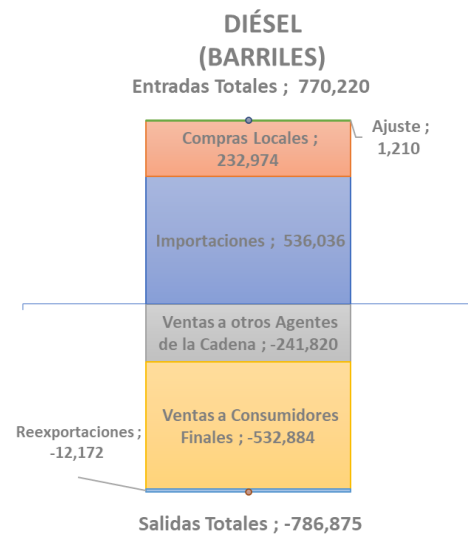 DIÉSEL
(BARRILES)
Entradas Totales ; 770,220
Ajuste ;
1,210
Compras Locales ;
232,974
Importaciones ; 536,036
Ventas a otros Agentes
de la Cadena ; -241,820
Ventas a Consumidores
Finales ; -532,884
Reexportaciones ;
-12,172
Salidas Totales ; -786,875